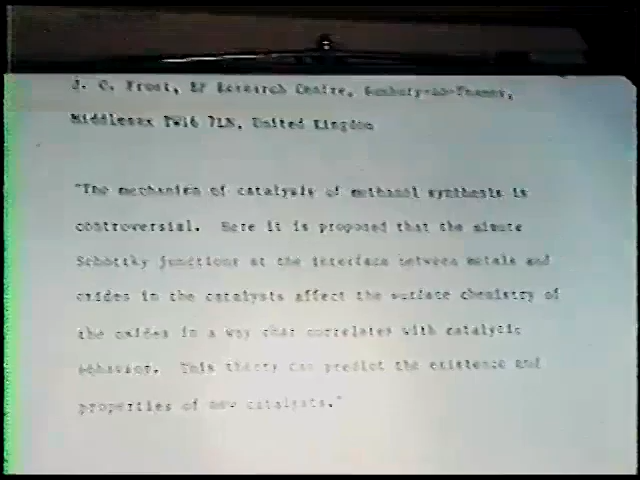 J. C. Frost, BP Research Centre, Sunbury-on-Thames,
Middlesex TW16 7LN, United Kingdom
"The mechanism of catalysis of methanol synthesis is
controversial. Here it is proposed that the minute
Schottky junctions at the interface between metals and
oxides in the catalysts affect the surface chemistry of
the oxides in a way that correlates with catalytic
behavior. This theory can predict the existence and
properties of new catalysts."